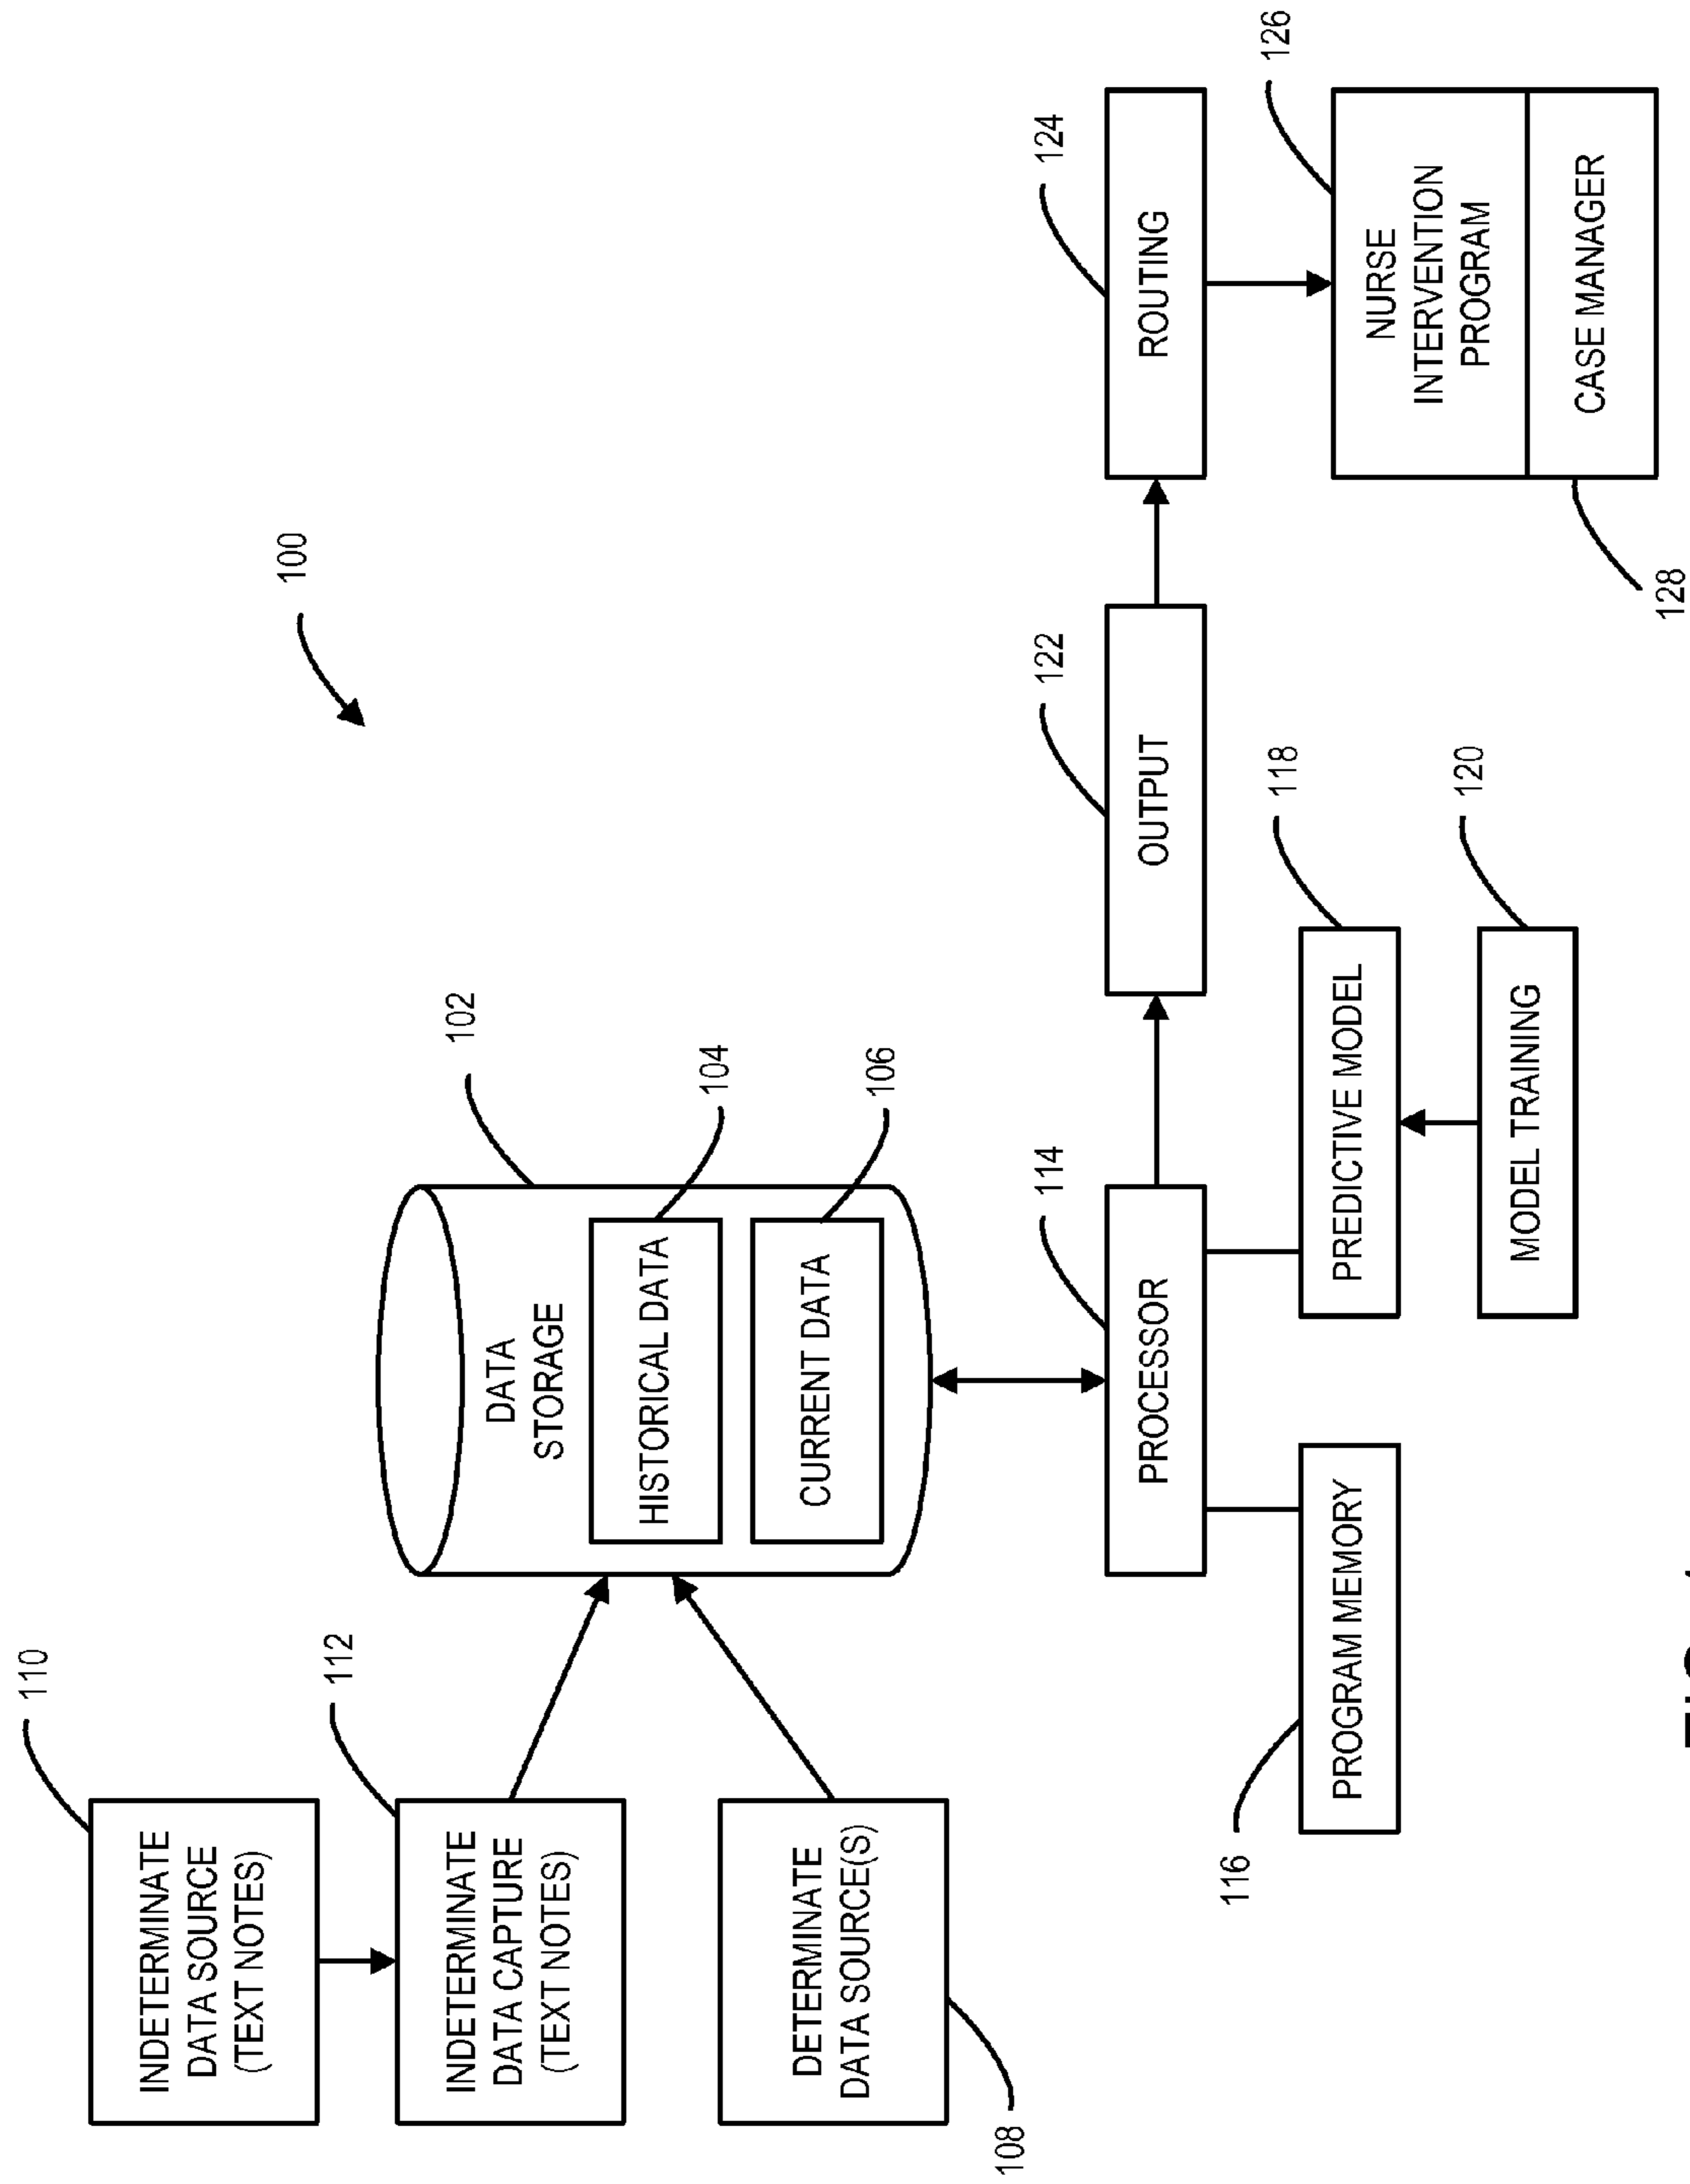 100
110
INDETERMINATE
DATA SOURCE
(TEXT NOTES)
112
INDETERMINATE
DATA CAPTURE
(TEXT NOTES)
DETERMINATE
DATA SOURCE(S)
108
102
DATA
STORAGE
HISTORICAL DATA
104
CURRENT DATA
106
114
PROCESSOR
116
PROGRAM MEMORY
118
PREDICTIVE MODEL
120
MODEL TRAINING
122
OUTPUT
124
ROUTING
126
NURSE
INTERVENTION
PROGRAM
CASE MANAGER
128